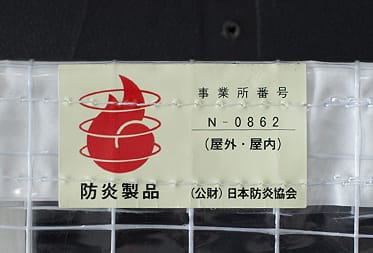 事業所番号
N-0862
(屋外・屋内)
防炎製品
(公財)日本防炎協会